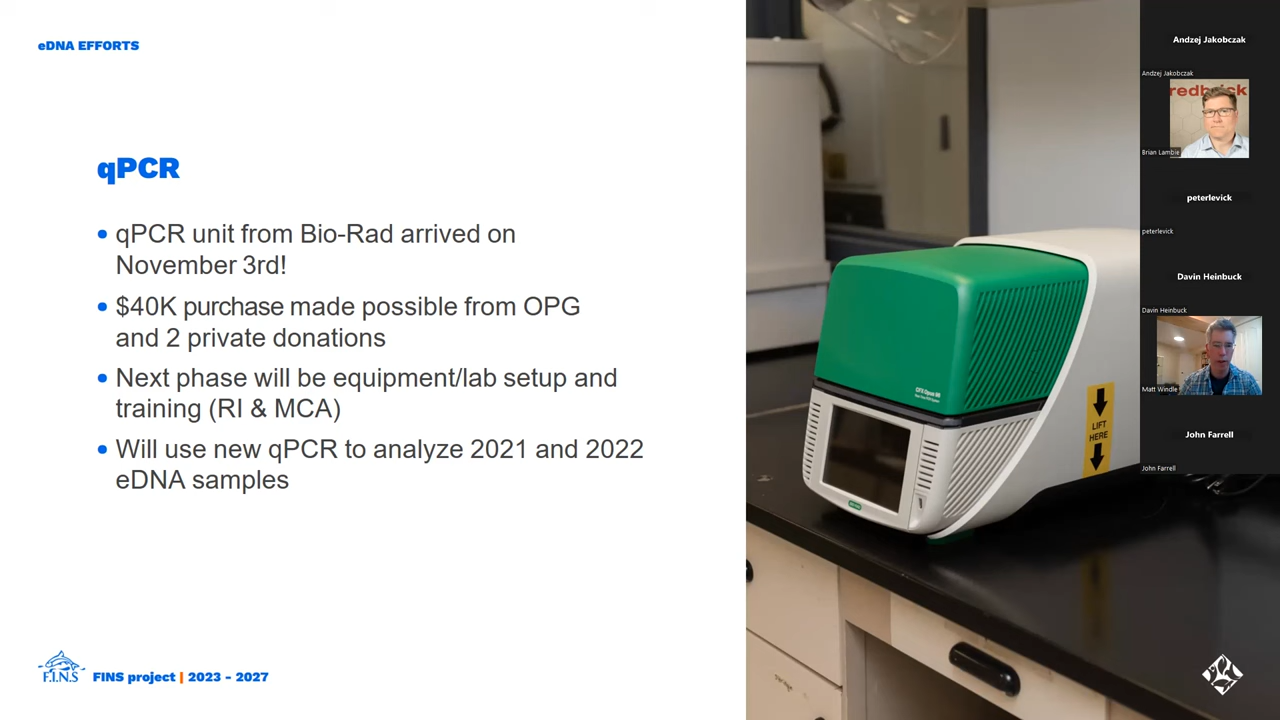 eDNA EFFORTS
qPCR
• qPCR unit from Bio-Rad arrived on
November 3rd!
• $40K purchase made possible from OPG
and 2 private donations
• Next phase will be equipment/lab setup and
training (RI & MCA)
• Will use new qPCR to analyze 2021 and 2022
eDNA samples
F.I.N.S
FINS project | 2023 - 2027
LIFT
HERE
Andzej Jakobczak
Andzej Jakobczak
redbrick
Brian Lambie
peterlevick
peterlevick
Davin Heinbuck
Davin Heinbuck
Matt Windle
John Farrell
John Farrell